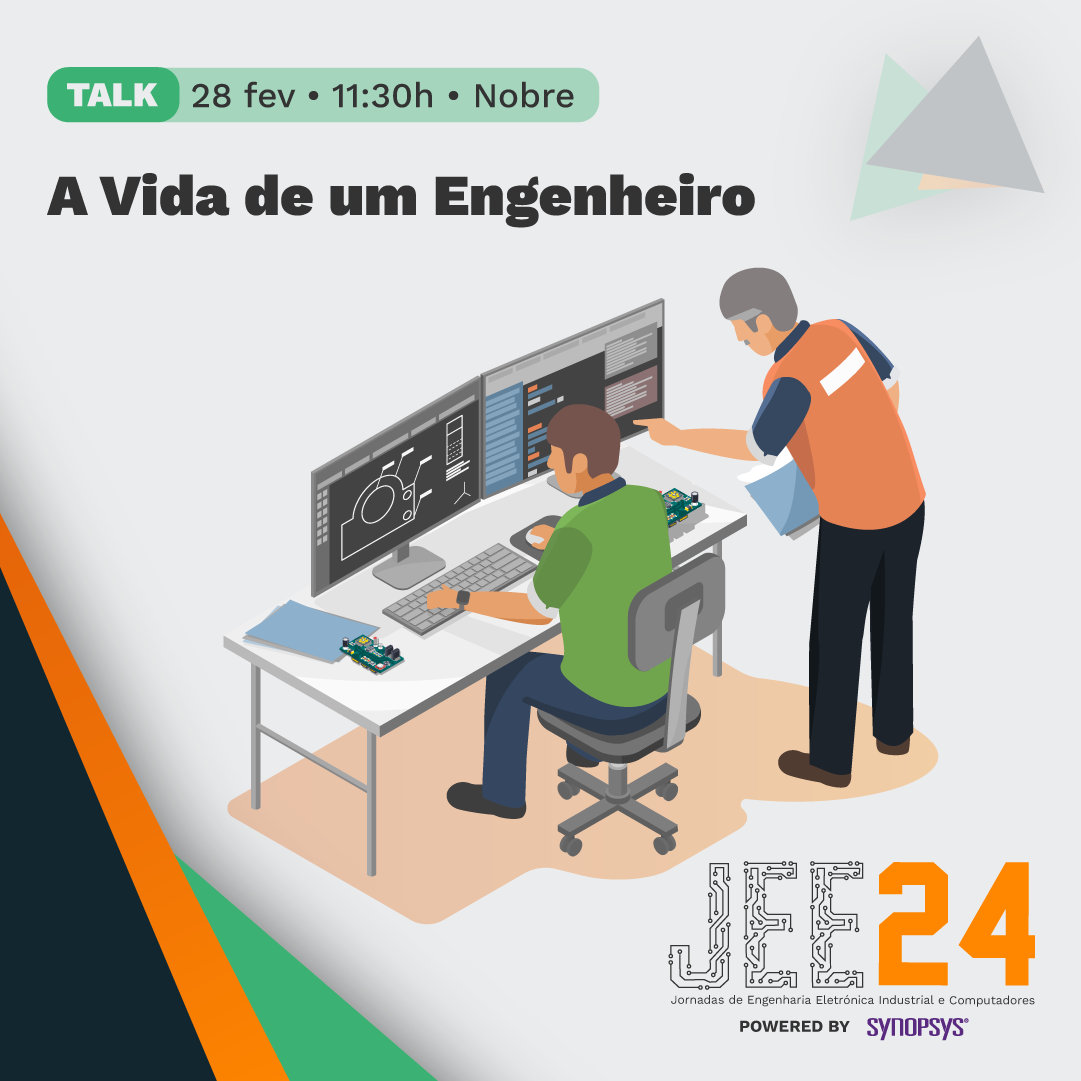 TALK 28 fev • 11:30h • Nobre
A Vida de um Engenheiro
JEE24
Jornadas de Engenharia Eletrónica Industrial e Computadores
POWERED BY SYNOPSYS®